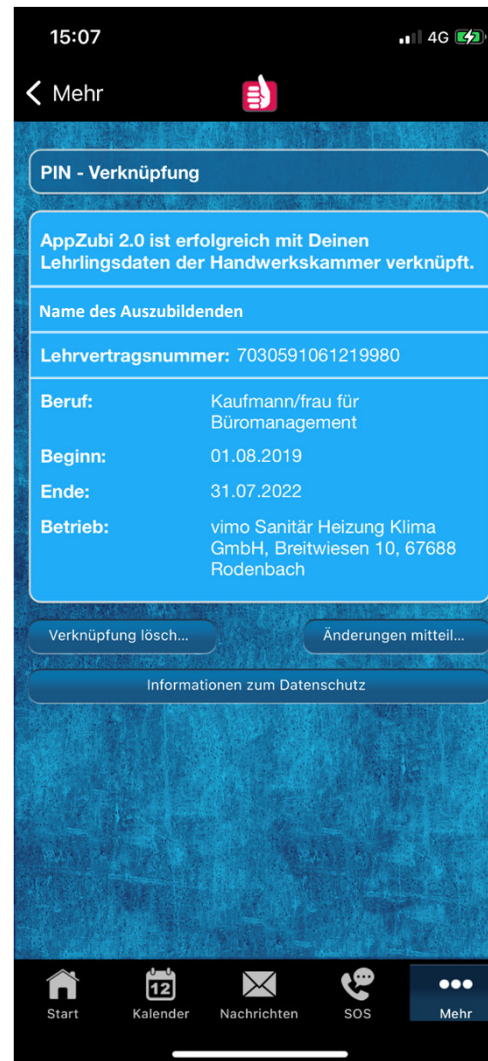 15:07
4G
Mehr
PIN - Verknüpfung
AppZubi 2.0 ist erfolgreich mit Deinen
Lehrlingsdaten der Handwerkskammer verknüpft.
Name des Auszubildenden
Lehrvertragsnummer: 7030591061219980
Beruf: Kaufmann/frau für
Büromanagement
Beginn: 01.08.2019
Ende: 31.07.2022
Betrieb: vimo Sanitär Heizung Klima
GmbH, Breitwiesen 10, 67688
Rodenbach
Verknüpfung lösch... Änderungen mitteil...
Informationen zum Datenschutz
12
Start Kalender Nachrichten SOS Mehr